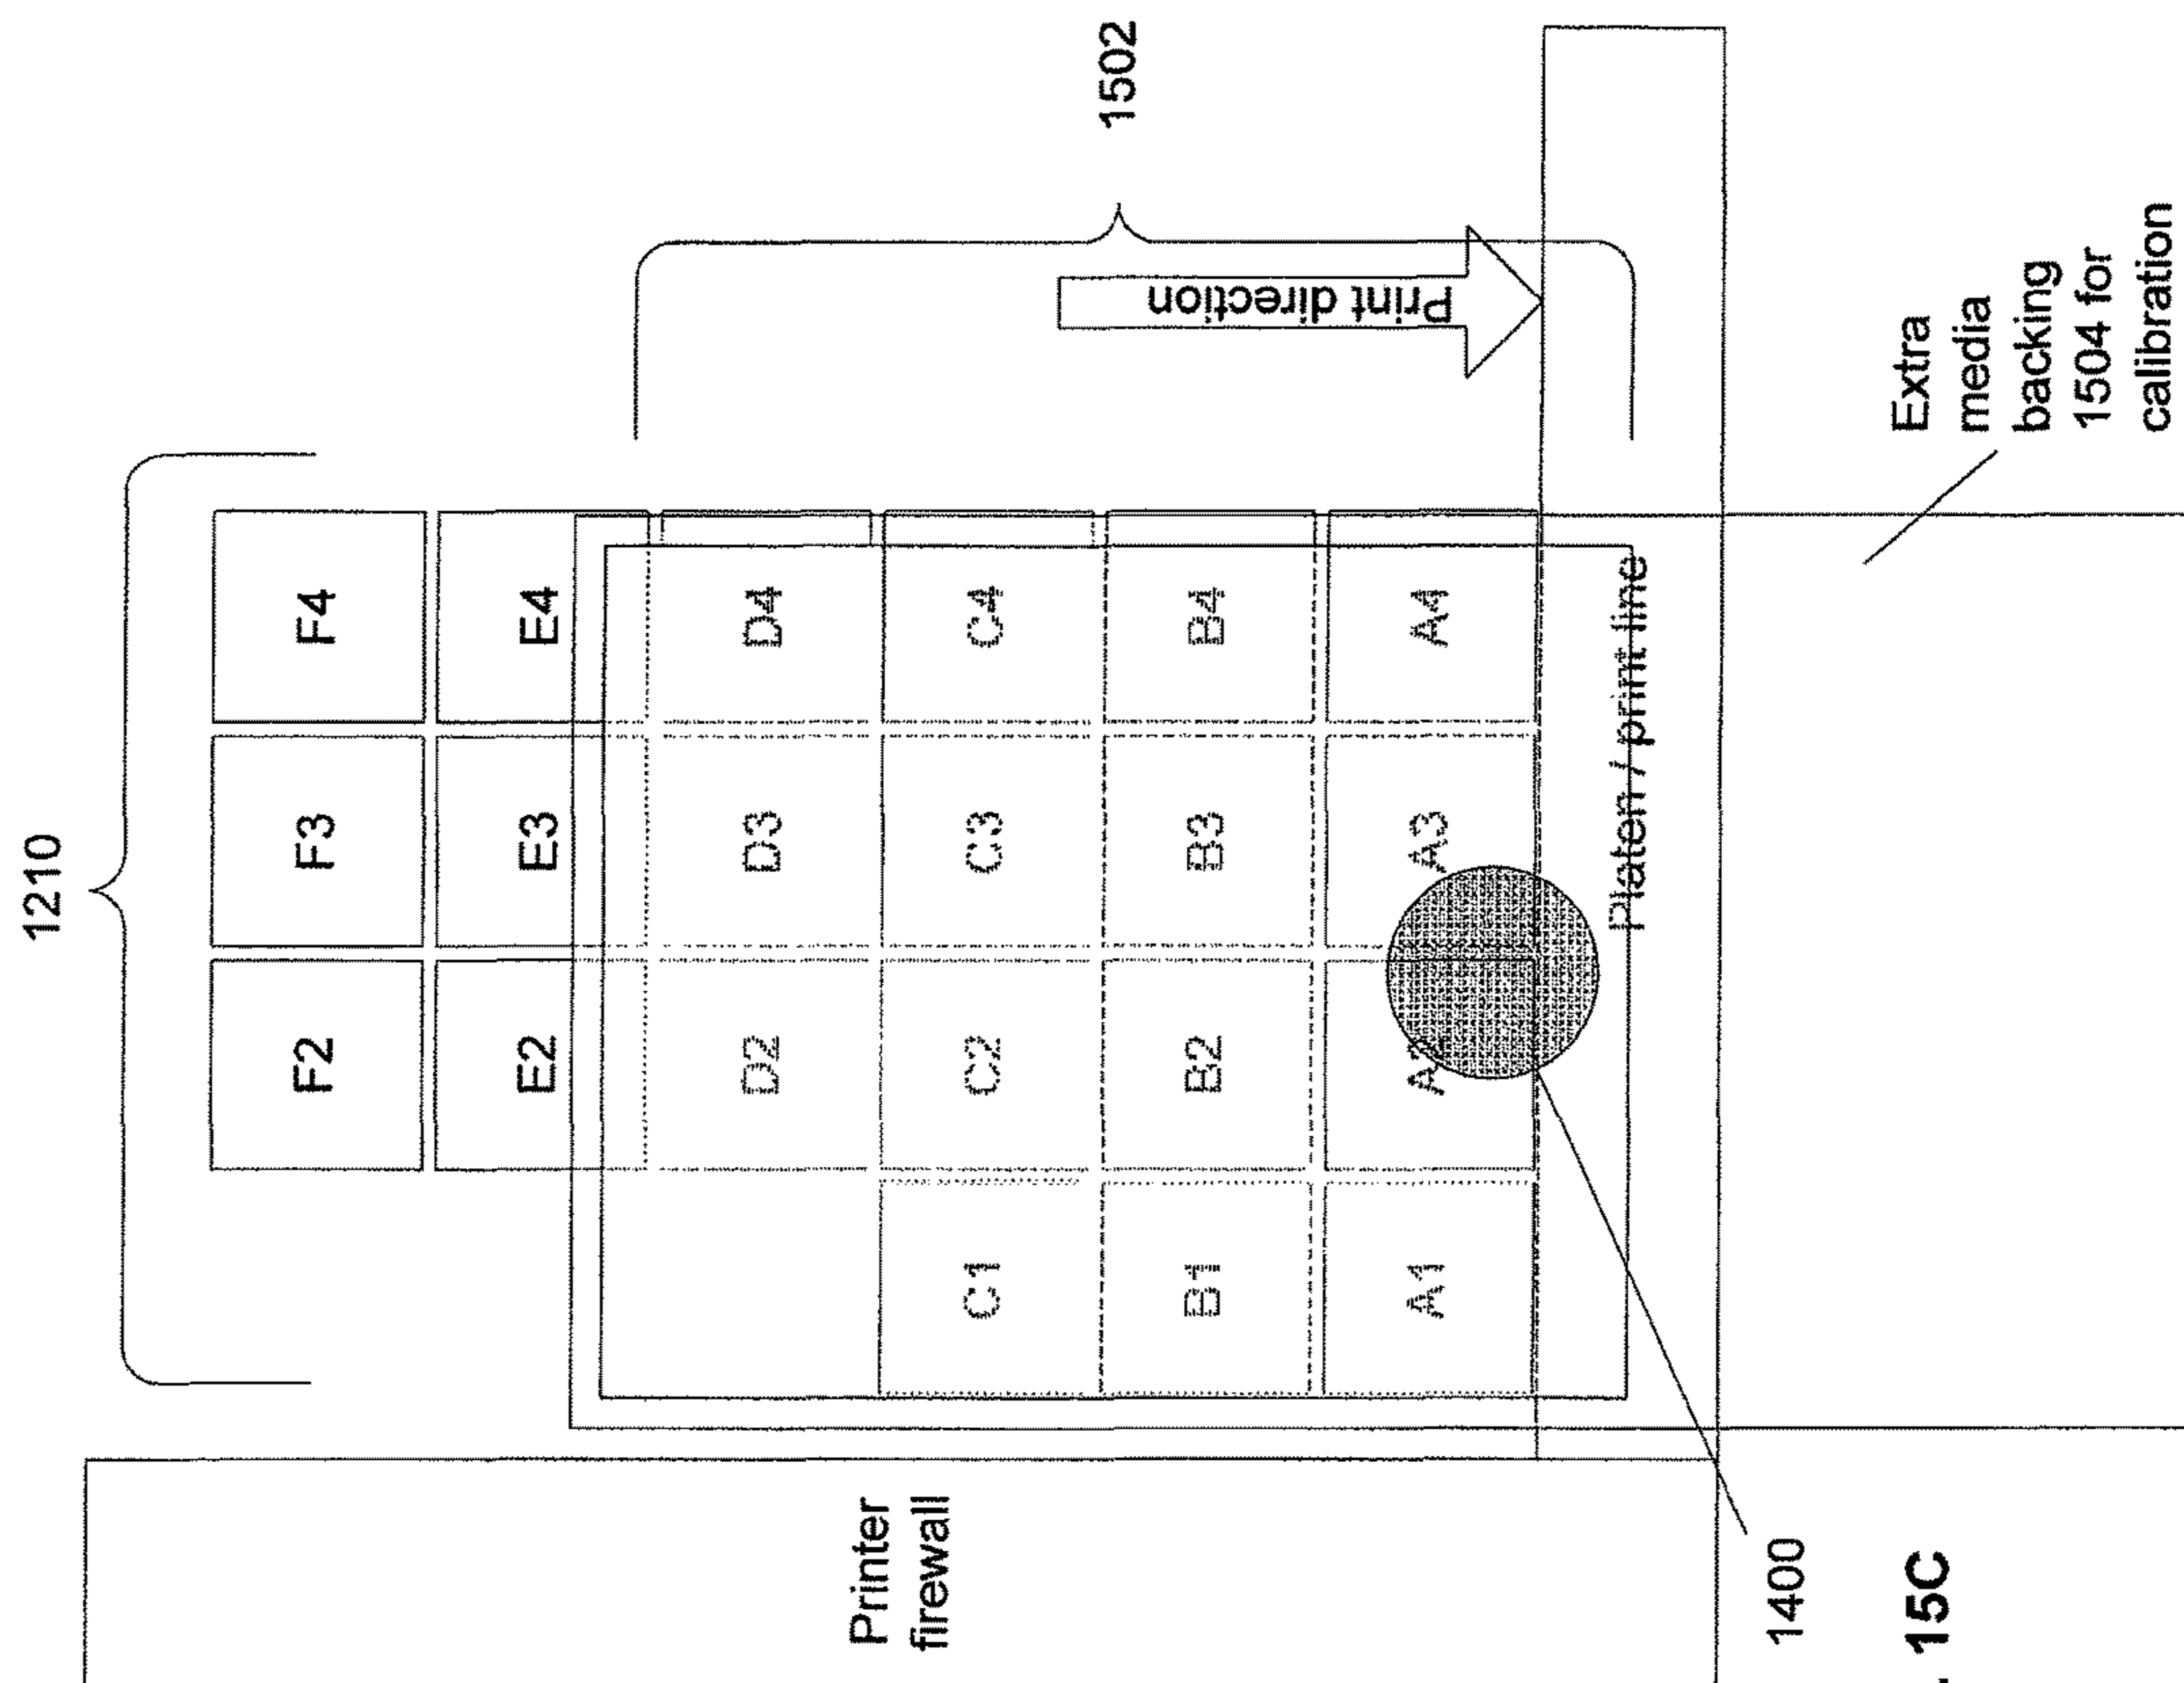 1210
1502
F4
E4
D4
C4
B4
A4
F3
E3
D3
C3
B3
A3
F2
E2
D2
C2
B2
C1
B1
A1
Print direction
Platen / print line
Extra
media
backing
1504 for
calibration
Printer
firewall
1400
15C